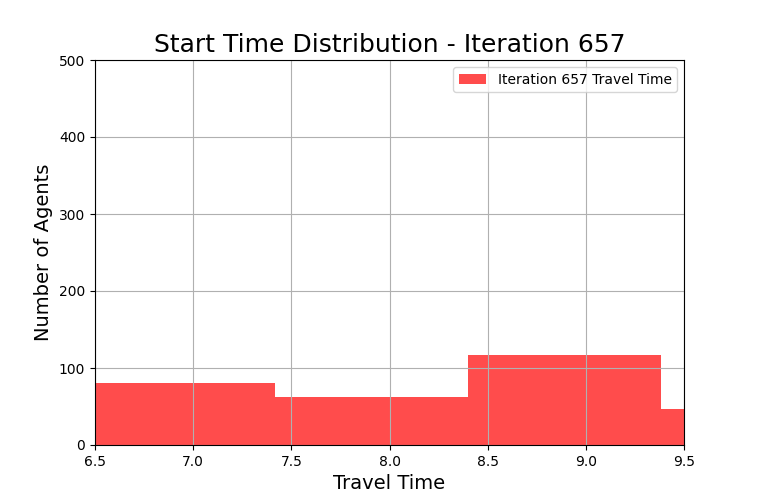 Start Time Distribution - Iteration 657
Iteration 657 Travel Time
Number of Agents
500
400
300
200
100
0
6.5 7.0 7.5 8.0 8.5 9.0 9.5
Travel Time